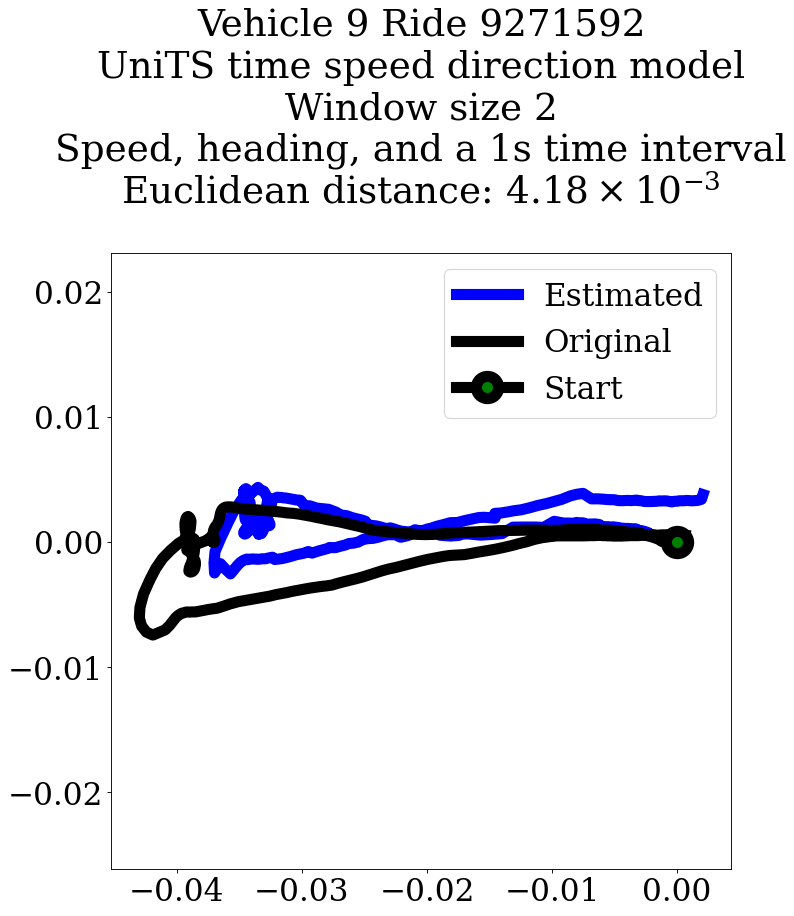 Vehicle 9 Ride 9271592
UniTS time speed direction model
Window size 2
Speed, heading, and a 1s time interval
Euclidean distance: 4.18 × 10⁻³
Estimated
Original
Start
0.02
0.01
0.00
−0.01
−0.02
−0.04 −0.03 −0.02 −0.01 0.00